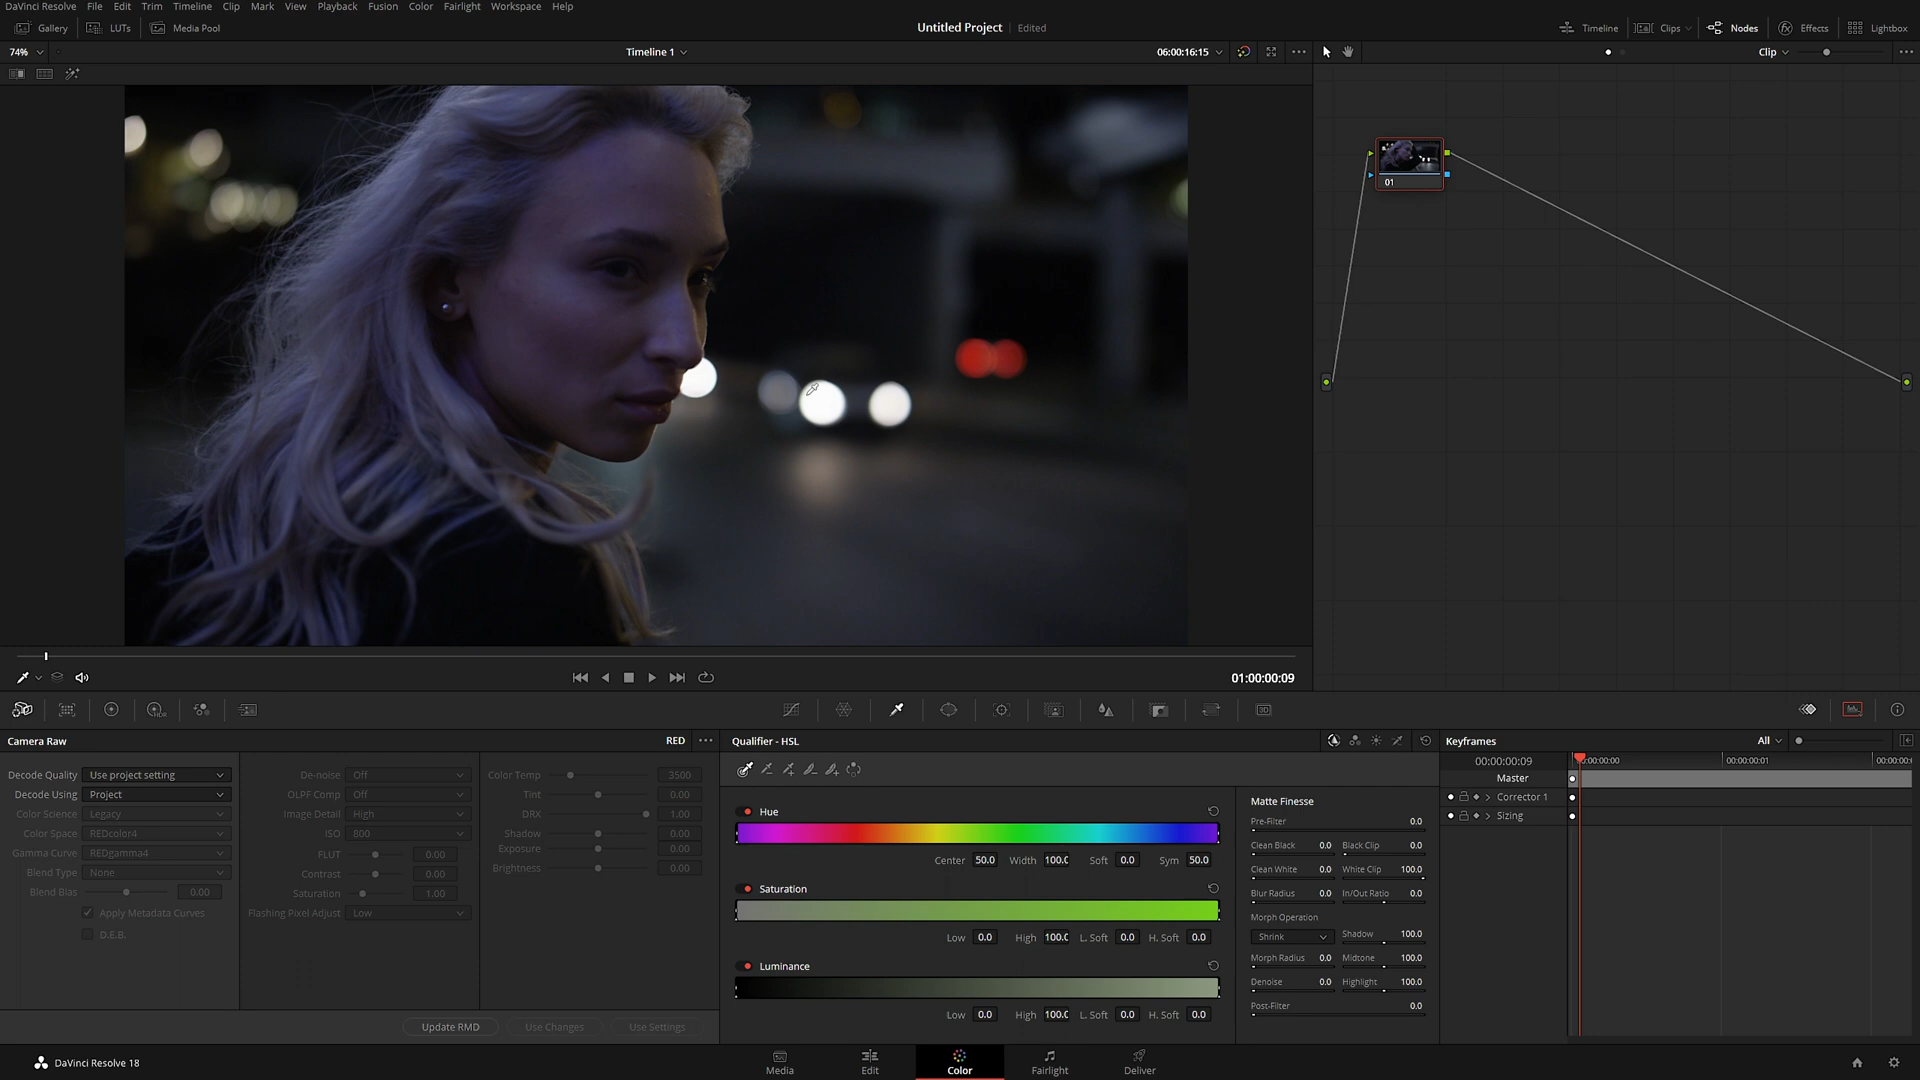 DaVinci Resolve File Edit Trim Timeline Clip Mark View Playback Fusion Color Fairlight Workspace Help
Gallery LUTs Media Pool Untitled Project Edited Timeline Clips Nodes Effects Lightbox
74% Timeline 1 06:00:16:15 Clip
01
01:00:00:09
Camera Raw RED
Decode Quality Use project setting
Decode Using Project
Color Science Legacy
Color Space REDcolor4
Gamma Curve REDgamma4
Blend Type None
Blend Bias 0.00
Apply Metadata Curves
D.E.B.
De-noise Off
OLPF Comp Off
Image Detail High
ISO 800
FLUT 0.00
Contrast 0.00
Saturation 1.00
Flashing Pixel Adjust Low
Color Temp 3500
Tint 0.00
DRX 1.00
Shadow 0.00
Exposure 0.00
Brightness 0.00
Update RMD Use Changes Use Settings
Qualifier - HSL
Hue
Center 50.0 Width 100.0 Soft 0.0 Sym 50.0
Saturation
Low 0.0 High 100.0 L. Soft 0.0 H. Soft 0.0
Luminance
Low 0.0 High 100.0 L. Soft 0.0 H. Soft 0.0
Matte Finesse
Pre-Filter 0.0
Clean Black 0.0 Black Clip 0.0
Clean White 0.0 White Clip 100.0
Blur Radius 0.0 In/Out Ratio 0.0
Morph Operation
Shrink Shadow 100.0
Morph Radius 0.0 Midtone 100.0
Denoise 0.0 Highlight 100.0
Post-Filter 0.0
Keyframes All
00:00:00:09 00:00:01
Master
Corrector 1
Sizing
DaVinci Resolve 18 Media Edit Color Fairlight Deliver